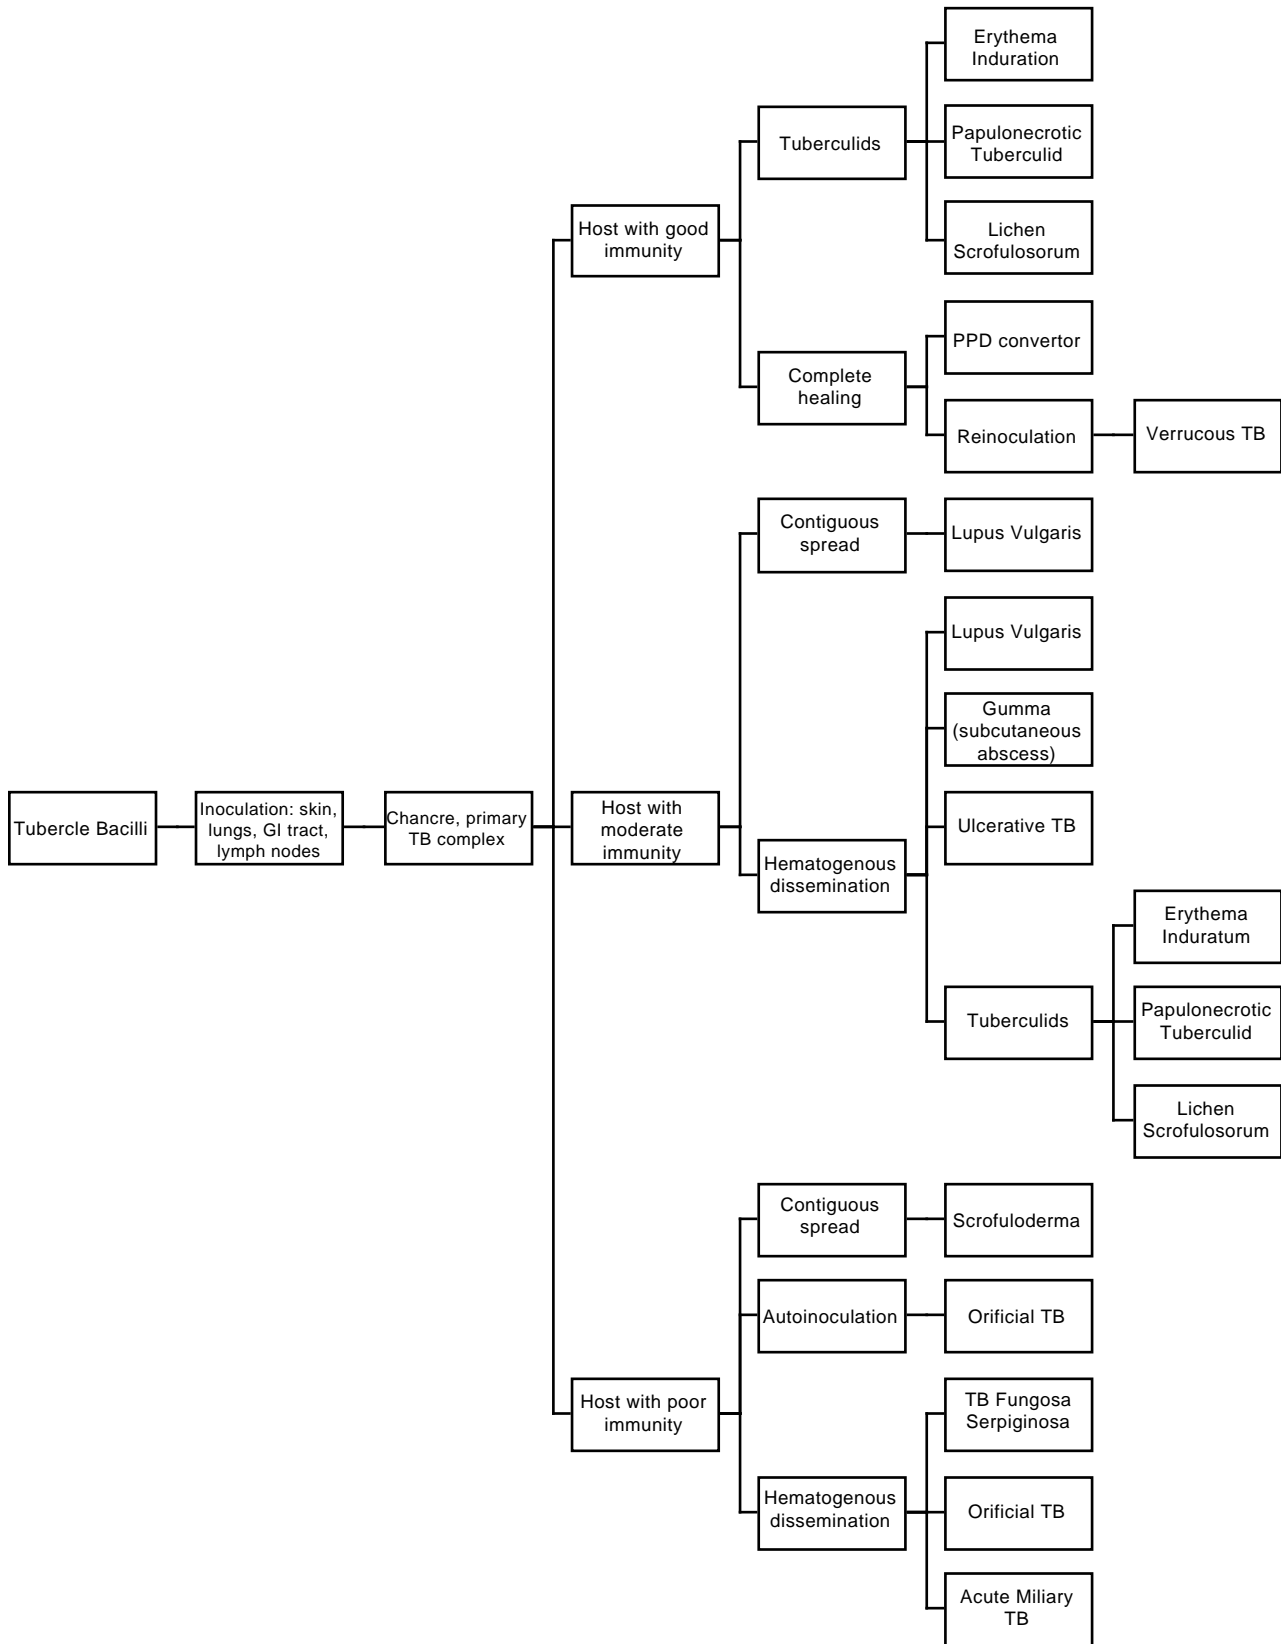 Tubercle Bacilli
Inoculation: skin,
lungs, GI tract,
lymph nodes
Chancre, primary
TB complex
Host with good
immunity
Tuberculids
Erythema
Induration
Papulonecrotic
Tuberculid
Lichen
Scrofulosorum
Complete
healing
PPD convertor
Reinoculation
Verrucous TB
Host with
moderate
immunity
Contiguous
spread
Lupus Vulgaris
Hematogenous
dissemination
Lupus Vulgaris
Gumma
(subcutaneous
abscess)
Ulcerative TB
Tuberculids
Erythema
Induratum
Papulonecrotic
Tuberculid
Lichen
Scrofulosorum
Host with poor
immunity
Contiguous
spread
Scrofuloderma
Autoinoculation
Orificial TB
Hematogenous
dissemination
TB Fungosa
Serpiginosa
Orificial TB
Acute Miliary
TB